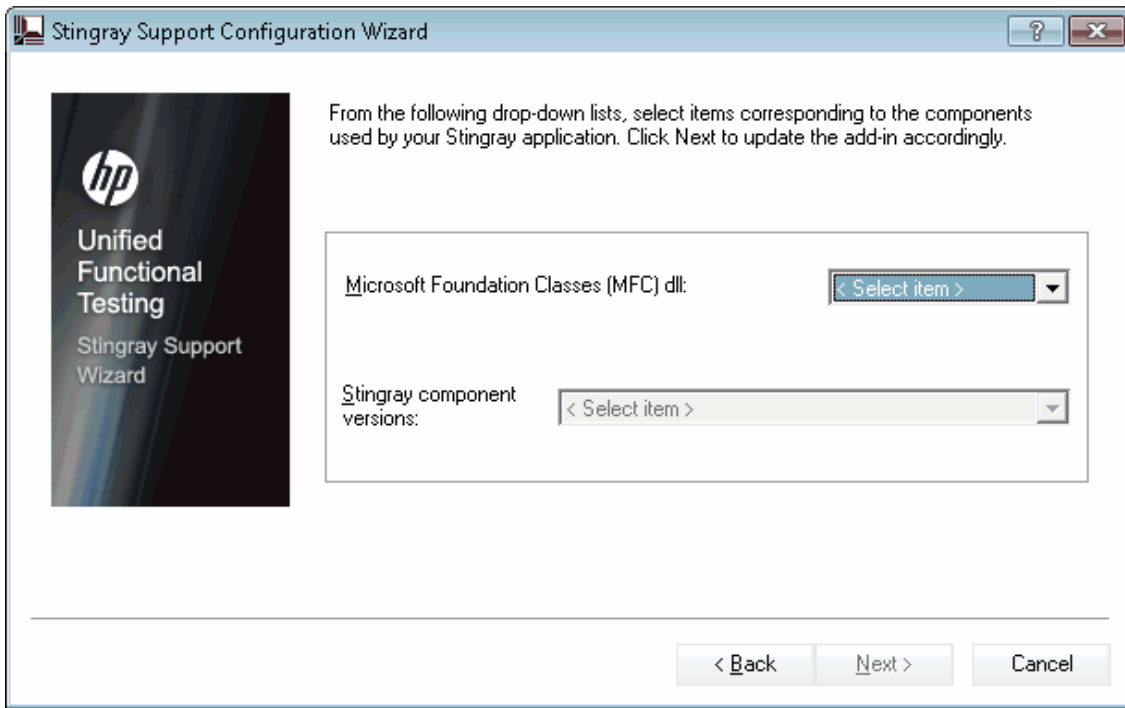 Stingray Support Configuration Wizard
?
hp
Unified
Functional
Testing
Stingray Support
Wizard
From the following drop-down lists, select items corresponding to the components
used by your Stingray application. Click Next to update the add-in accordingly.
Microsoft Foundation Classes (MFC) dll:
< Select item >
Stingray component
versions:
< Select item >
< Back
Next >
Cancel